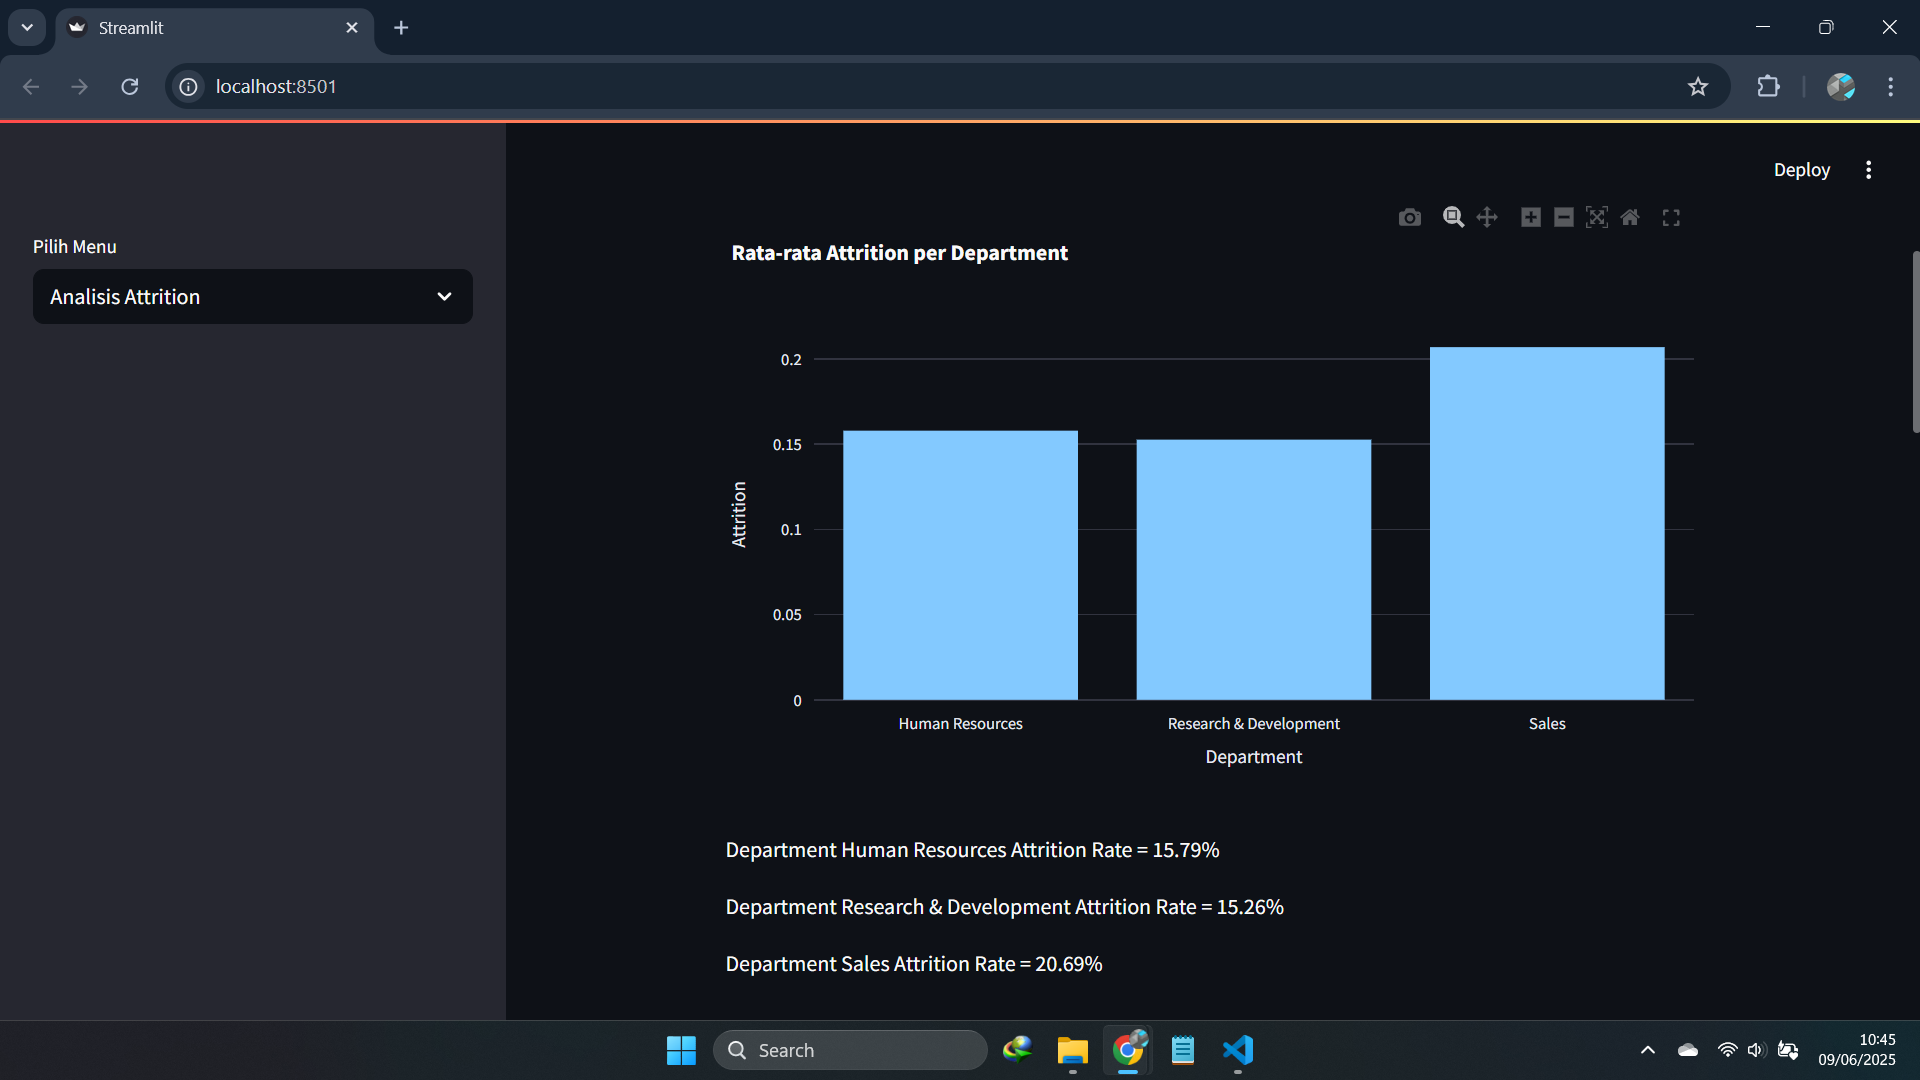 Streamlit
localhost:8501
Deploy
Pilih Menu
Analisis Attrition
Rata-rata Attrition per Department
0.2
0.15
0.1
0.05
0
Attrition
Human Resources
Research & Development
Sales
Department
Department Human Resources Attrition Rate = 15.79%
Department Research & Development Attrition Rate = 15.26%
Department Sales Attrition Rate = 20.69%
Search
10:45
09/06/2025